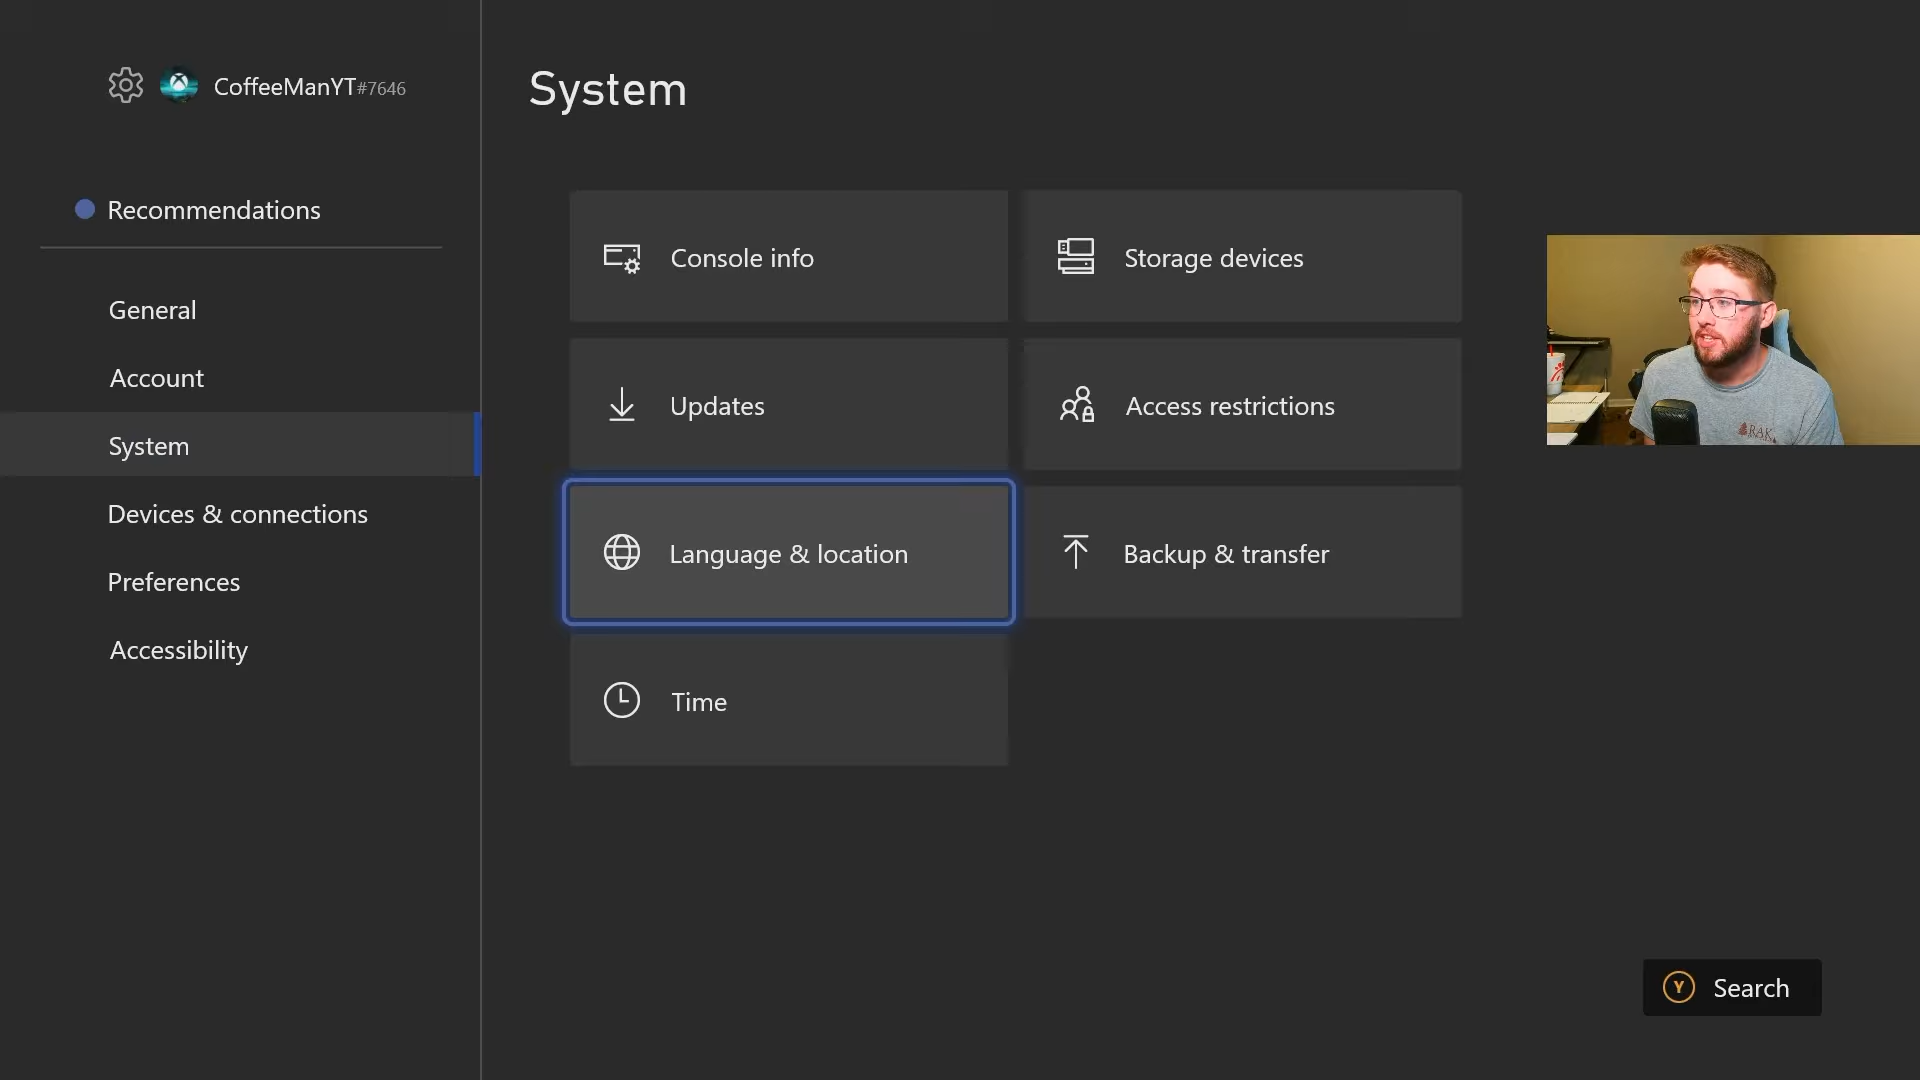 CoffeeManYT#7646
System
Recommendations
General
Account
System
Devices & connections
Preferences
Accessibility
Console info
Storage devices
Updates
Access restrictions
Language & location
Backup & transfer
Time
RAK
Y Search